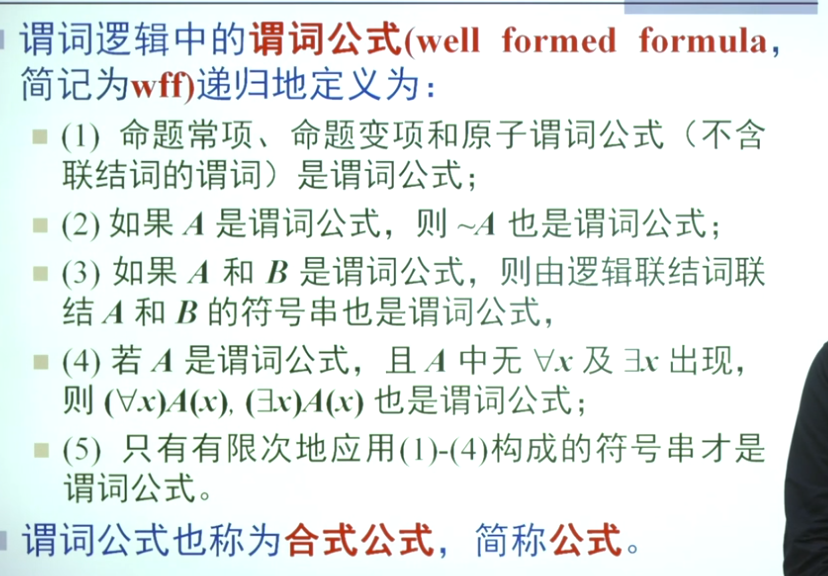 谓词逻辑中的谓词公式(well formed formula,
简记为wff)递归地定义为：
(1) 命题常项、命题变项和原子谓词公式（不含
联结词的谓词）是谓词公式；
(2) 如果 A 是谓词公式，则 ~A 也是谓词公式；
(3) 如果 A 和 B 是谓词公式，则由逻辑联结词联
结 A 和 B 的符号串也是谓词公式，
(4) 若 A 是谓词公式，且 A 中无 ∀x 及 ∃x 出现，
则 (∀x)A(x), (∃x)A(x) 也是谓词公式；
(5) 只有有限次地应用(1)-(4)构成的符号串才是
谓词公式。
谓词公式也称为合式公式，简称公式。